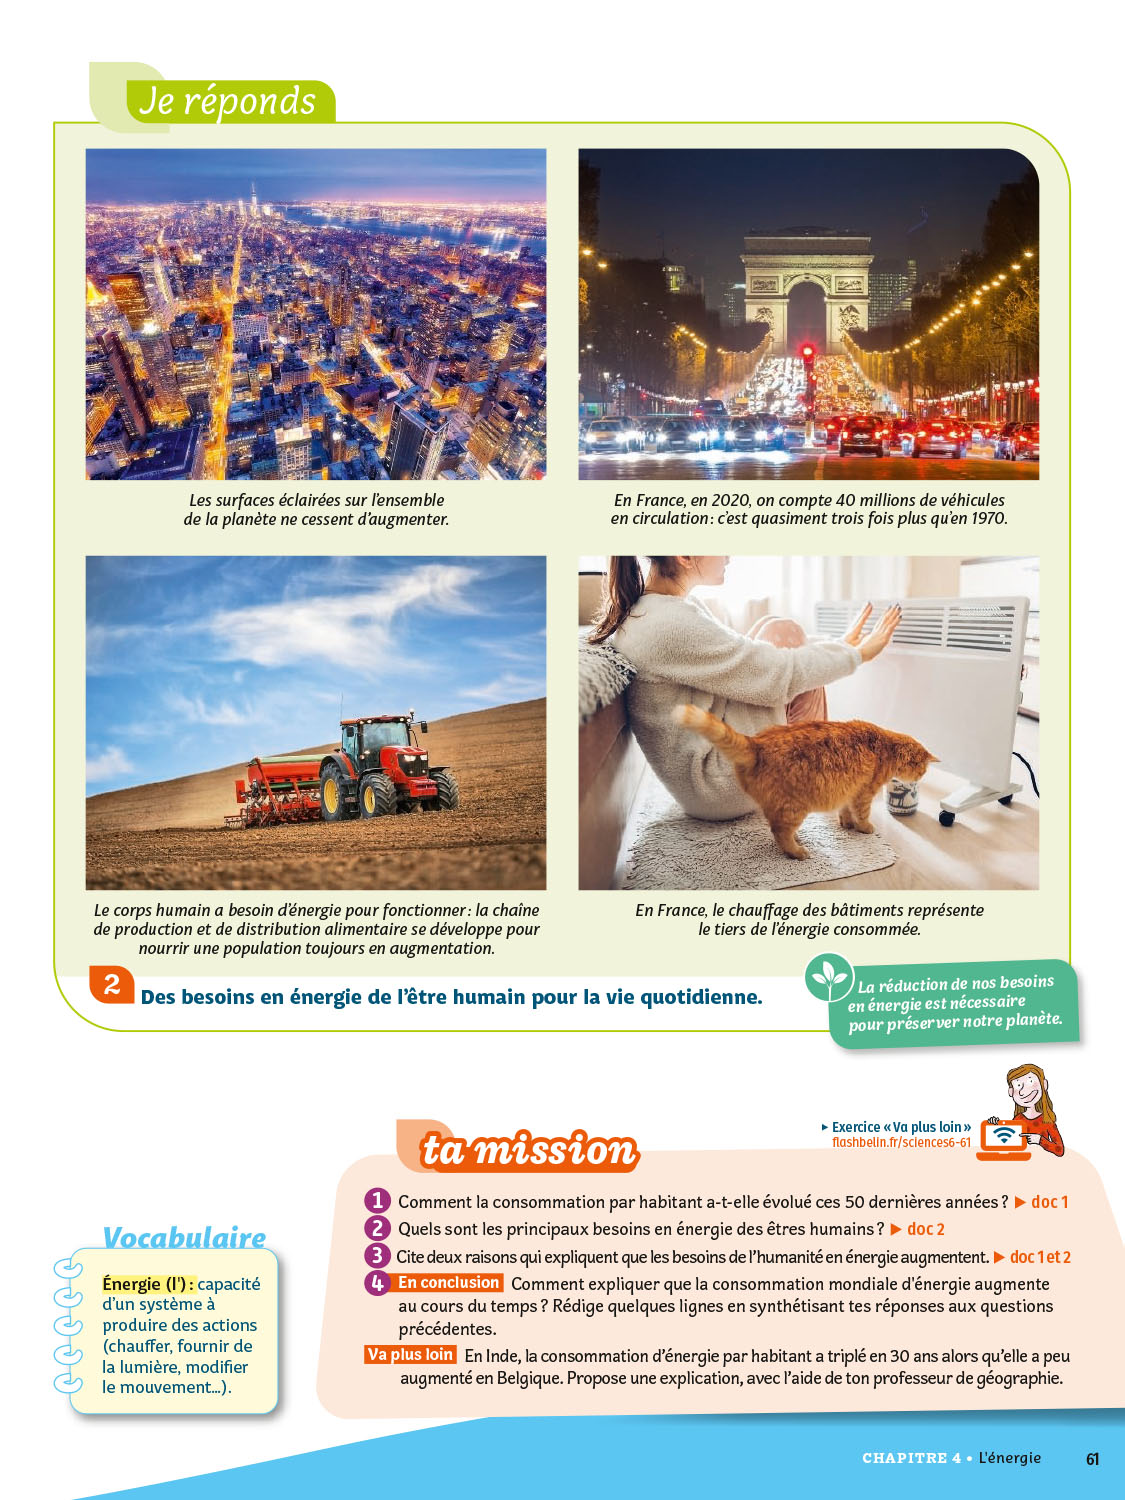 Je réponds
Les surfaces éclairées sur l'ensemble
de la planète ne cessent d'augmenter.
En France, en 2020, on compte 40 millions de véhicules
en circulation : c'est quasiment trois fois plus qu'en 1970.
Le corps humain a besoin d'énergie pour fonctionner : la chaîne
de production et de distribution alimentaire se développe pour
nourrir une population toujours en augmentation.
En France, le chauffage des bâtiments représente
le tiers de l'énergie consommée.
2 Des besoins en énergie de l'être humain pour la vie quotidienne.
La réduction de nos besoins
en énergie est nécessaire
pour préserver notre planète.
ta mission
▸ Exercice « Va plus loin »
flashbelin.fr/sciences6-61
1 Comment la consommation par habitant a-t-elle évolué ces 50 dernières années ? ▶ doc 1
2 Quels sont les principaux besoins en énergie des êtres humains ? ▶ doc 2
3 Cite deux raisons qui expliquent que les besoins de l'humanité en énergie augmentent. ▶ doc 1 et 2
4 En conclusion Comment expliquer que la consommation mondiale d'énergie augmente
au cours du temps ? Rédige quelques lignes en synthétisant tes réponses aux questions
précédentes.
Va plus loin En Inde, la consommation d'énergie par habitant a triplé en 30 ans alors qu'elle a peu
augmenté en Belgique. Propose une explication, avec l'aide de ton professeur de géographie.
Vocabulaire
Énergie (l') : capacité
d'un système à
produire des actions
(chauffer, fournir de
la lumière, modifier
le mouvement...).
CHAPITRE 4 • L'énergie 61